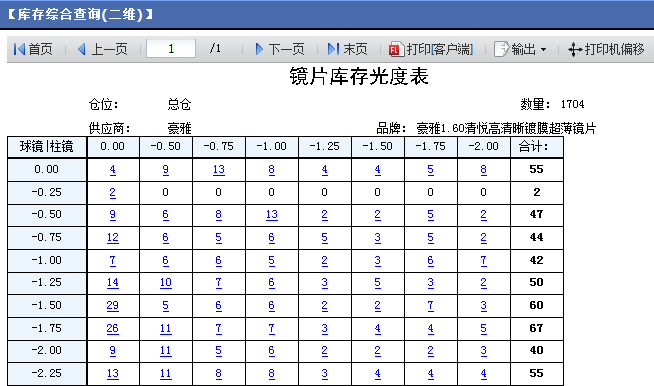 【库存综合查询(二维)】
首页 上一页 1 /1 下一页 末页 打印[客户端] 输出 打印机偏移
镜片库存光度表
仓位： 总仓 数量： 1704
供应商： 豪雅 品牌： 豪雅1.60清悦高清晰镀膜超薄镜片
球镜|柱镜 0.00 -0.50 -0.75 -1.00 -1.25 -1.50 -1.75 -2.00 合计：
0.00 4 9 13 8 4 4 5 8 55
-0.25 2 0 0 0 0 0 0 0 2
-0.50 9 6 8 13 2 2 5 2 47
-0.75 12 6 5 6 5 3 5 2 44
-1.00 7 6 6 5 2 3 6 7 42
-1.25 14 10 7 6 3 5 3 2 50
-1.50 29 5 6 6 2 2 7 3 60
-1.75 26 11 7 7 3 4 4 5 67
-2.00 9 11 5 6 2 2 2 3 40
-2.25 13 11 8 8 3 4 4 4 55